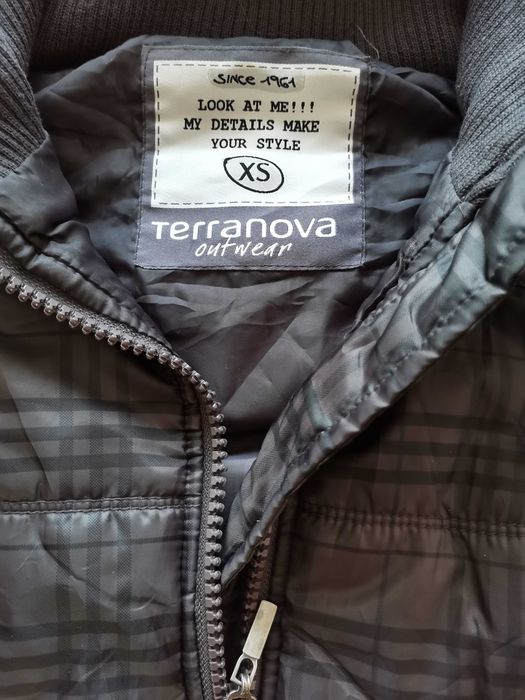 SINCE 1961
LOOK AT ME!!!
MY DETAILS MAKE
YOUR STYLE
XS
Terranova
outwear